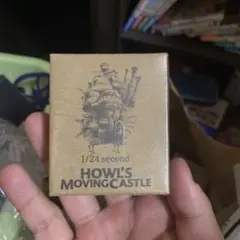 1/24 second
HOWL'S
MOVING CASTLE